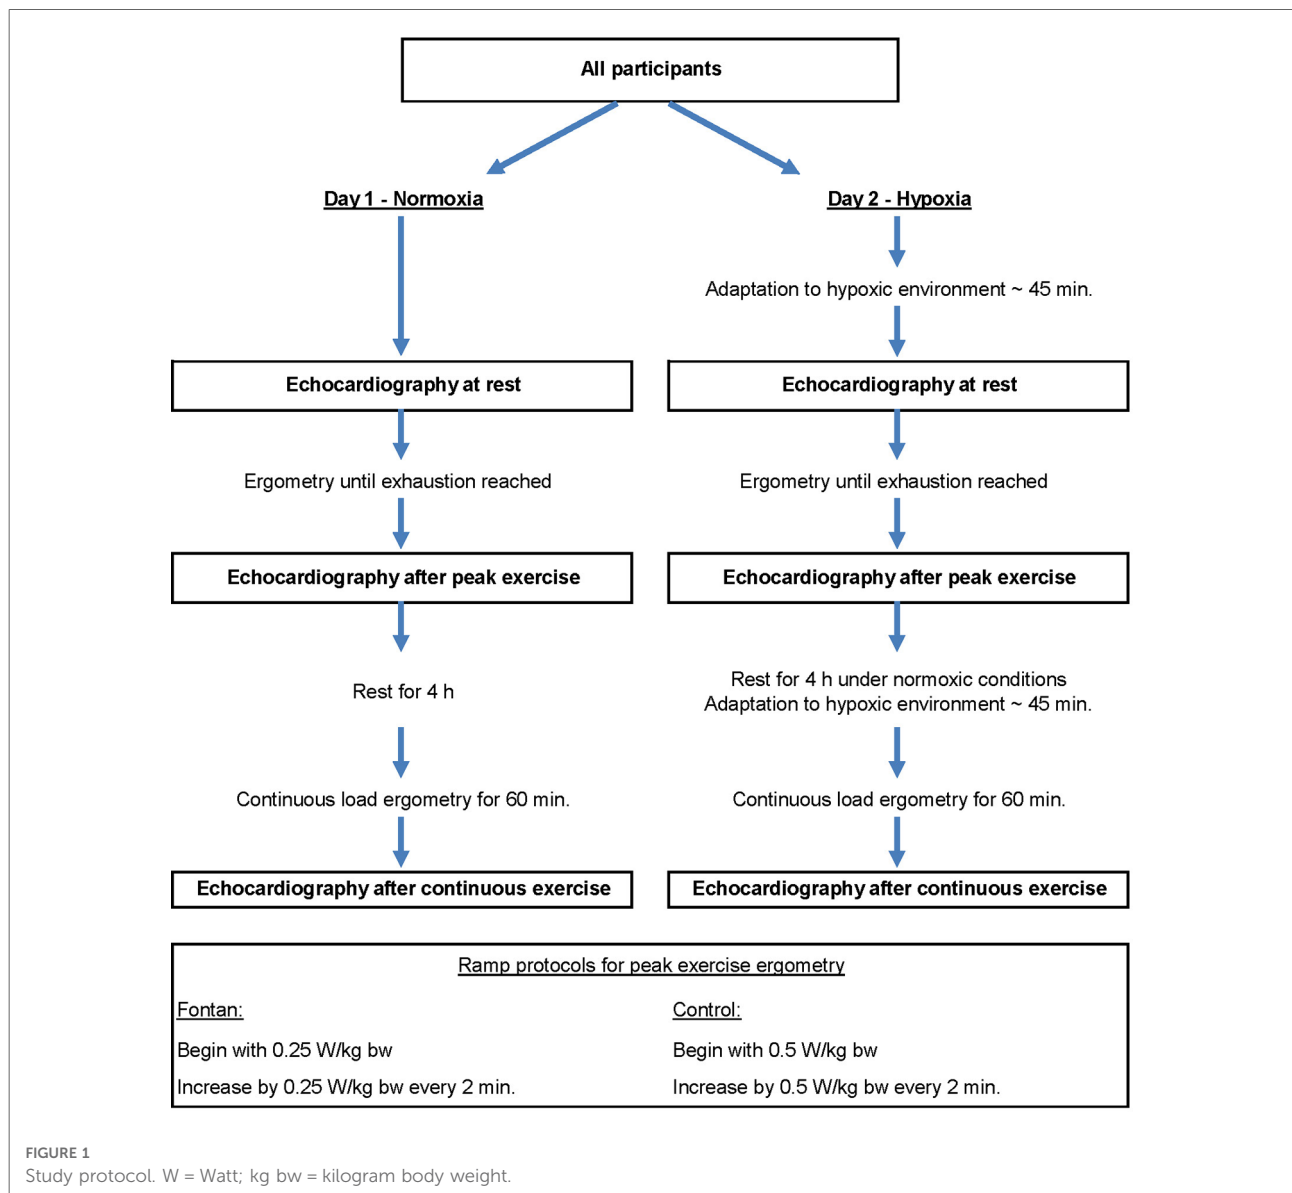 All participants
Day 1 - Normoxia
Echocardiography at rest
Ergometry until exhaustion reached
Echocardiography after peak exercise
Rest for 4 h
Continuous load ergometry for 60 min.
Echocardiography after continuous exercise
Day 2 - Hypoxia
Adaptation to hypoxic environment ~ 45 min.
Echocardiography at rest
Ergometry until exhaustion reached
Echocardiography after peak exercise
Rest for 4 h under normoxic conditions
Adaptation to hypoxic environment ~ 45 min.
Continuous load ergometry for 60 min.
Echocardiography after continuous exercise
Ramp protocols for peak exercise ergometry
Fontan:
Begin with 0.25 W/kg bw
Increase by 0.25 W/kg bw every 2 min.
Control:
Begin with 0.5 W/kg bw
Increase by 0.5 W/kg bw every 2 min.
FIGURE 1
Study protocol. W = Watt; kg bw = kilogram body weight.